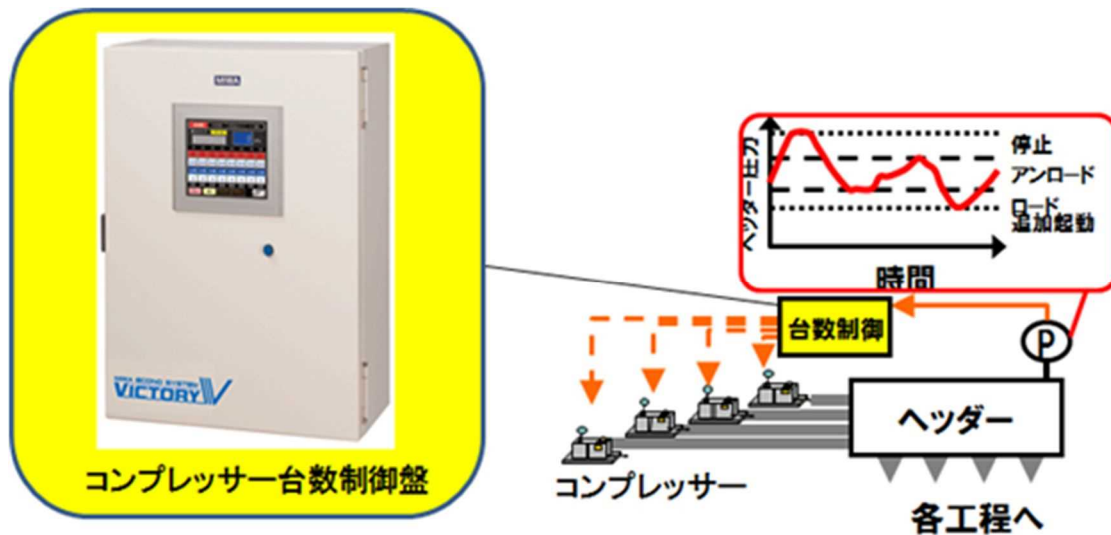 MIWA
VICTORY V
コンプレッサー台数制御盤
ヘッダー圧力
停止
アンロード
ロード
追加起動
時間
台数制御
P
ヘッダー
コンプレッサー
各工程へ